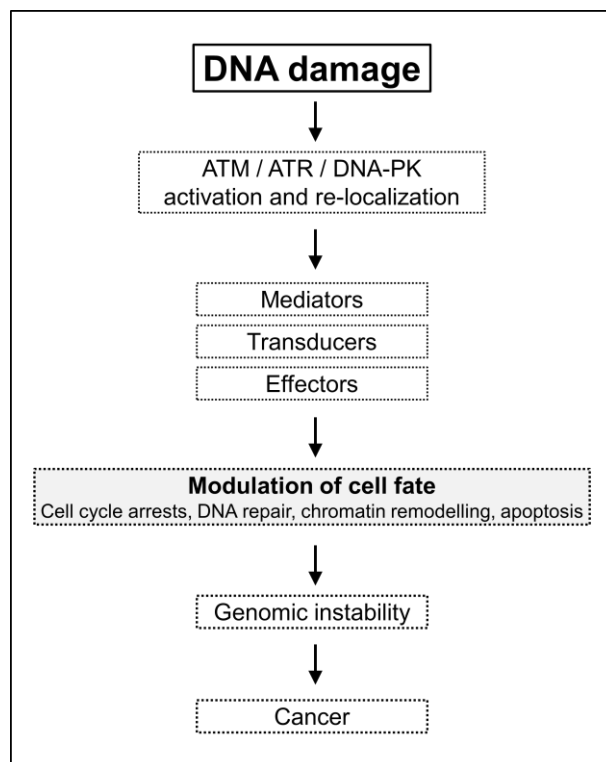 DNA damage
ATM / ATR / DNA-PK
activation and re-localization
Mediators
Transducers
Effectors
Modulation of cell fate
Cell cycle arrests, DNA repair, chromatin remodelling, apoptosis
Genomic instability
Cancer